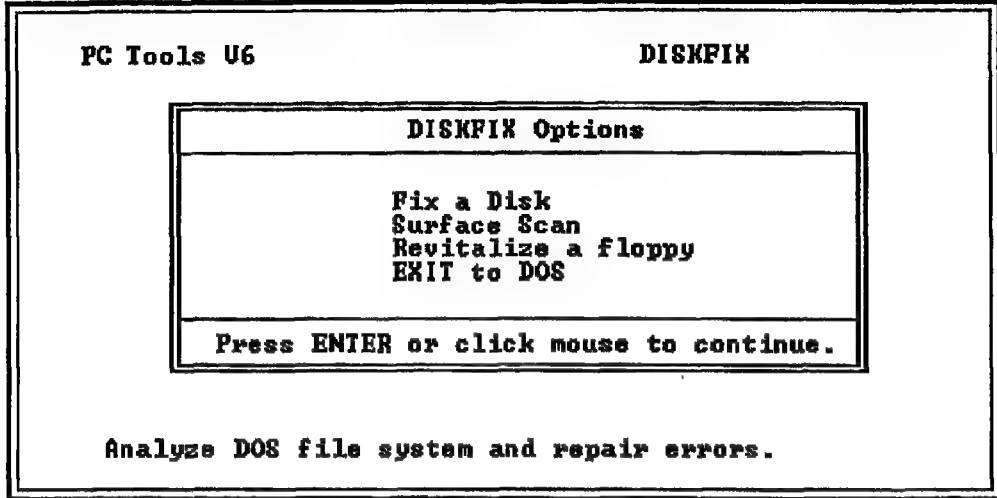 PC Tools V6 DISKFIX
DISKFIX Options
Fix a Disk
Surface Scan
Revitalize a floppy
EXIT to DOS
Press ENTER or click mouse to continue.
Analyze DOS file system and repair errors.